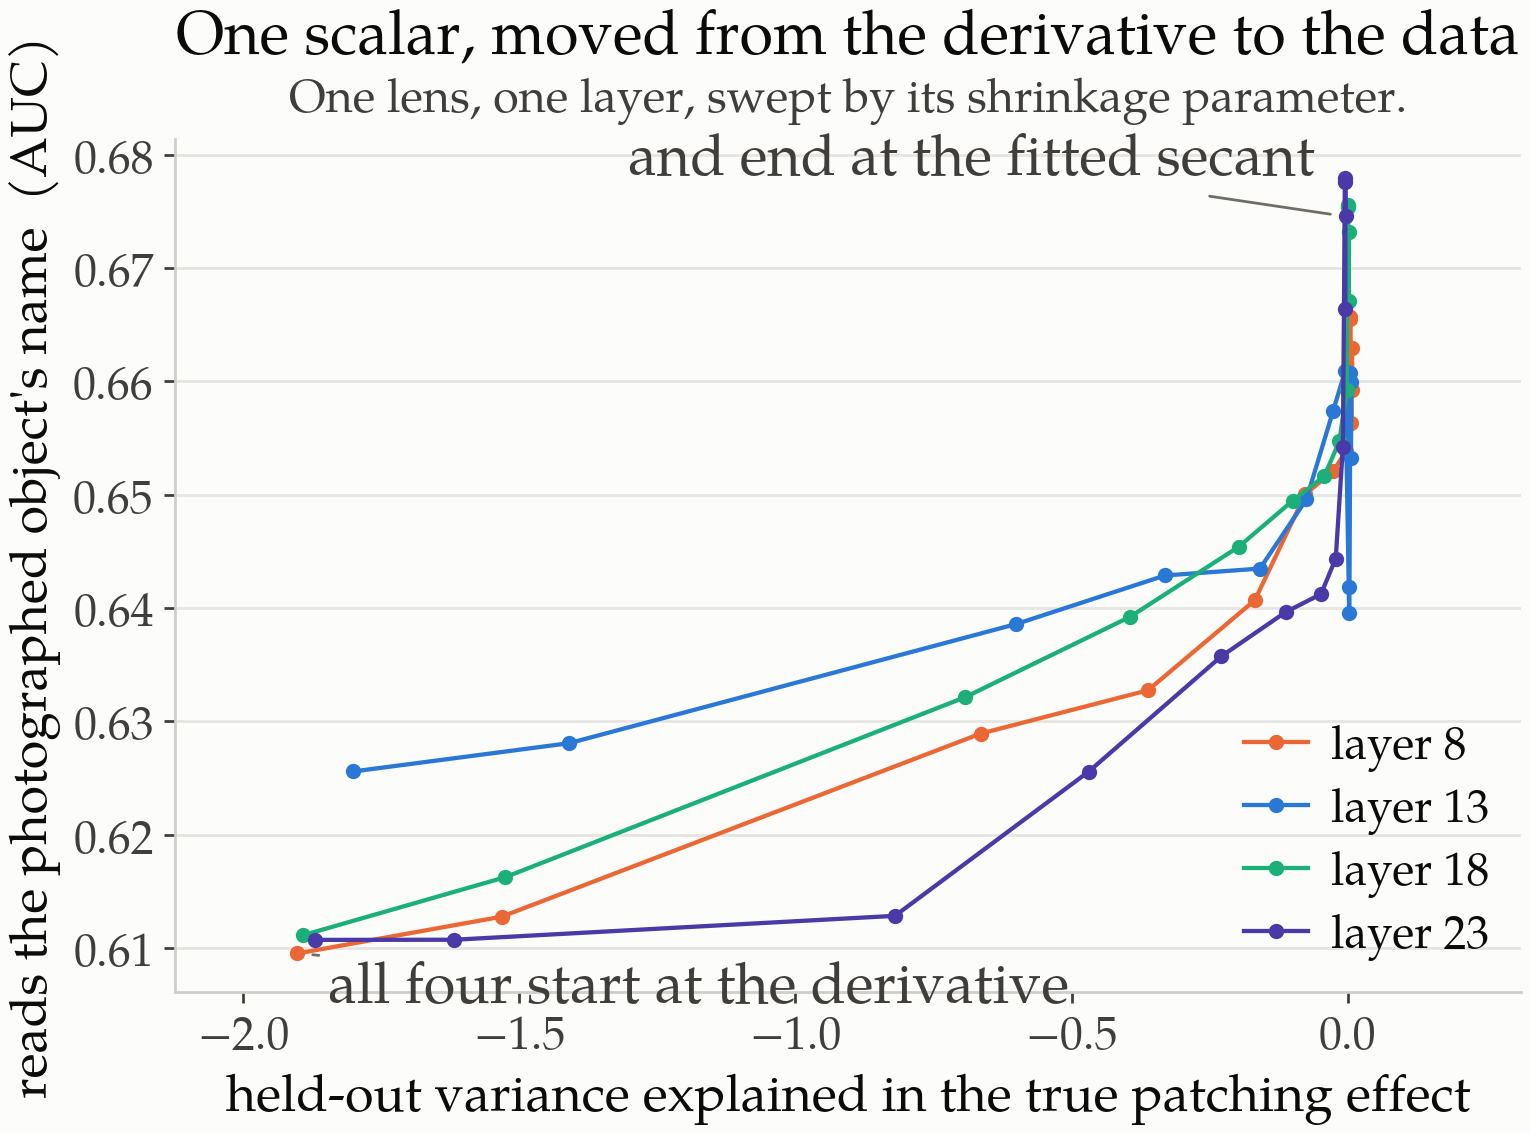 One scalar, moved from the derivative to the data
One lens, one layer, swept by its shrinkage parameter.
and end at the fitted secant
reads the photographed object's name (AUC)
0.68
0.67
0.66
0.65
0.64
0.63
0.62
0.61
layer 8
layer 13
layer 18
layer 23
all four start at the derivative
−2.0
−1.5
−1.0
−0.5
0.0
held-out variance explained in the true patching effect